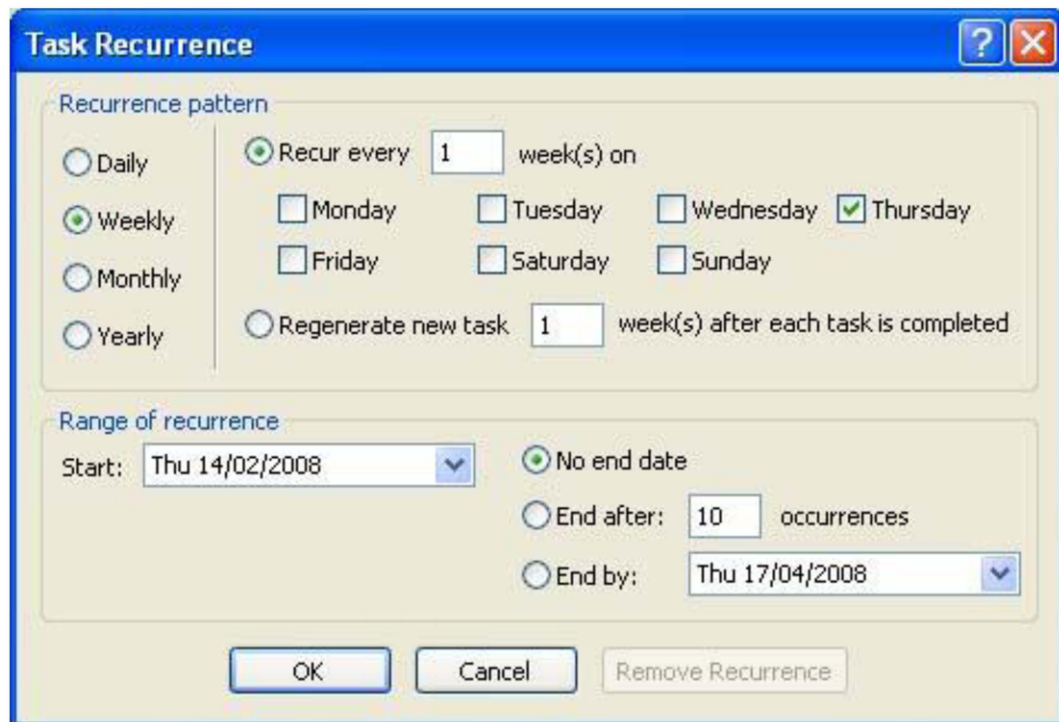 Task Recurrence
Recurrence pattern
Daily
Weekly
Monthly
Yearly
Recur every 1 week(s) on
Monday Tuesday Wednesday Thursday
Friday Saturday Sunday
Regenerate new task 1 week(s) after each task is completed
Range of recurrence
Start: Thu 14/02/2008
No end date
End after: 10 occurrences
End by: Thu 17/04/2008
OK Cancel Remove Recurrence